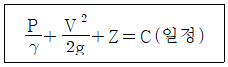 P/γ + V²/2g + Z = C (일정)